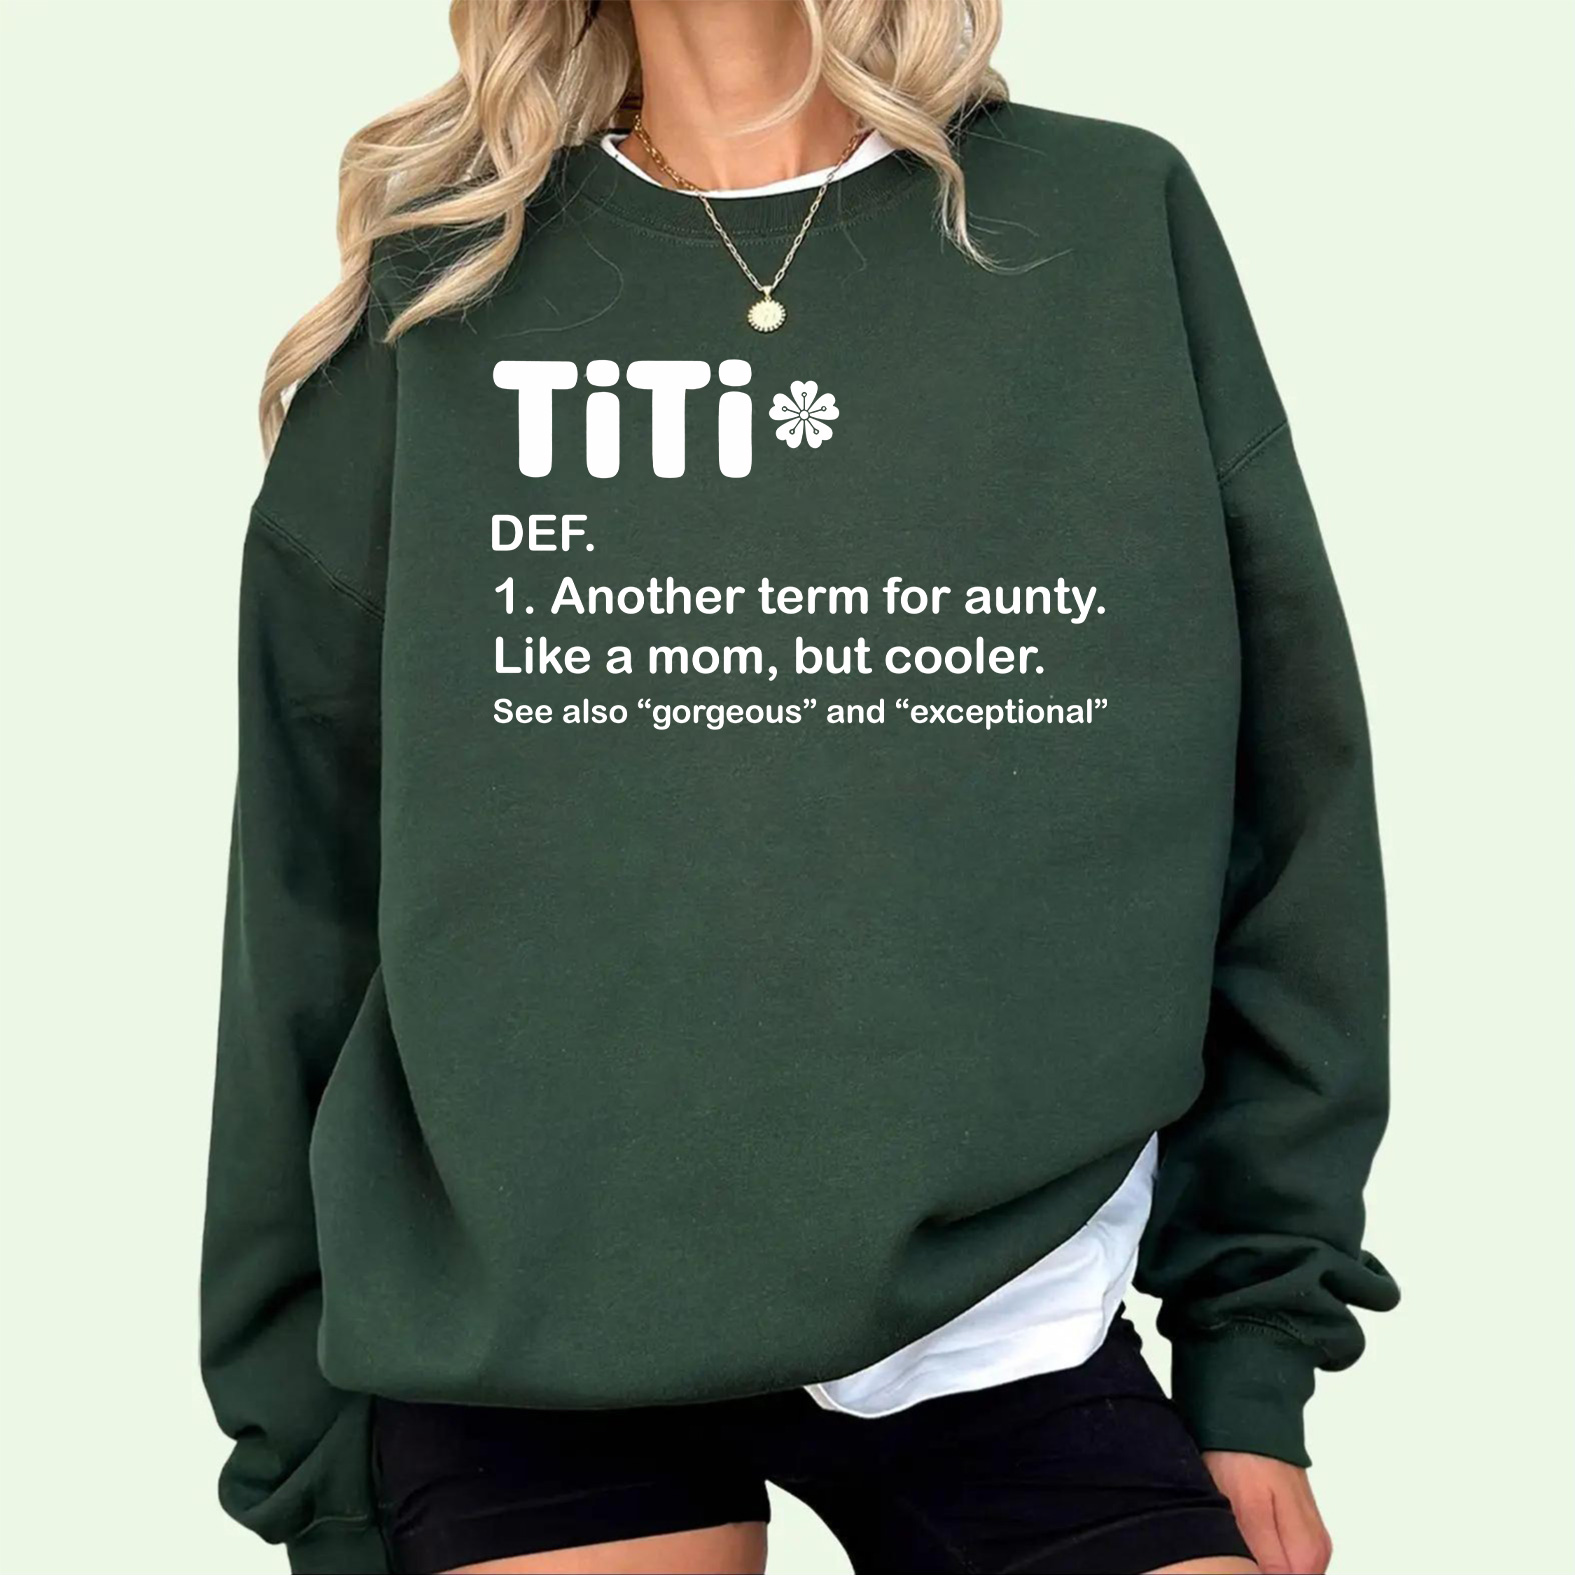 TiTi
DEF.
1. Another term for aunty.
Like a mom, but cooler.
See also “gorgeous” and “exceptional”